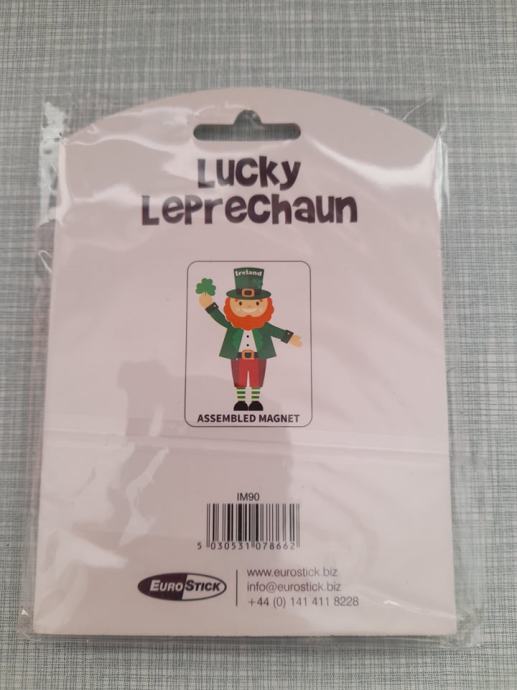 Lucky
Leprechaun
Ireland
ASSEMBLED MAGNET
IM90
5 030531 078662
EUROSTICK
www.eurostick.biz
info@eurostick.biz
+44 (0) 141 411 8228